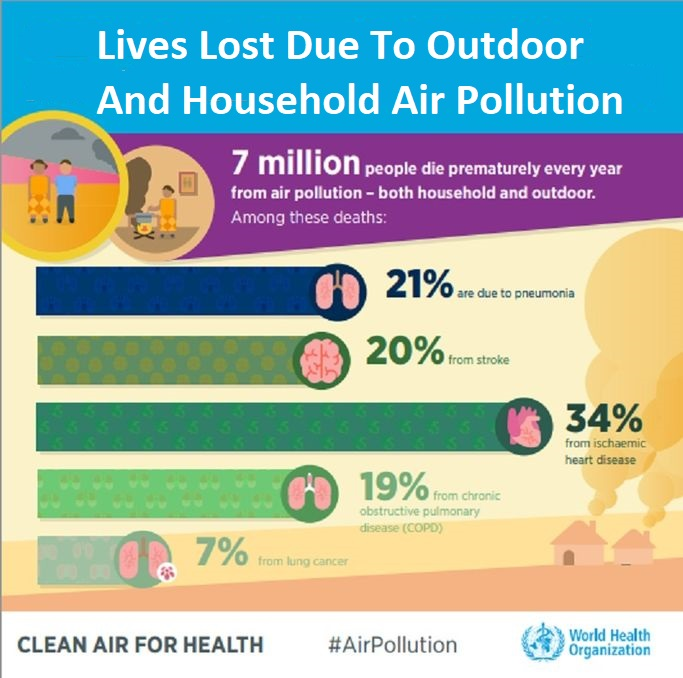 Lives Lost Due To Outdoor
And Household Air Pollution
7 million people die prematurely every year
from air pollution – both household and outdoor.
Among these deaths:
21% are due to pneumonia
20% from stroke
34%
from ischaemic
heart disease
19% from chronic
obstructive pulmonary
disease (COPD)
7% from lung cancer
CLEAN AIR FOR HEALTH
#AirPollution
World Health
Organization